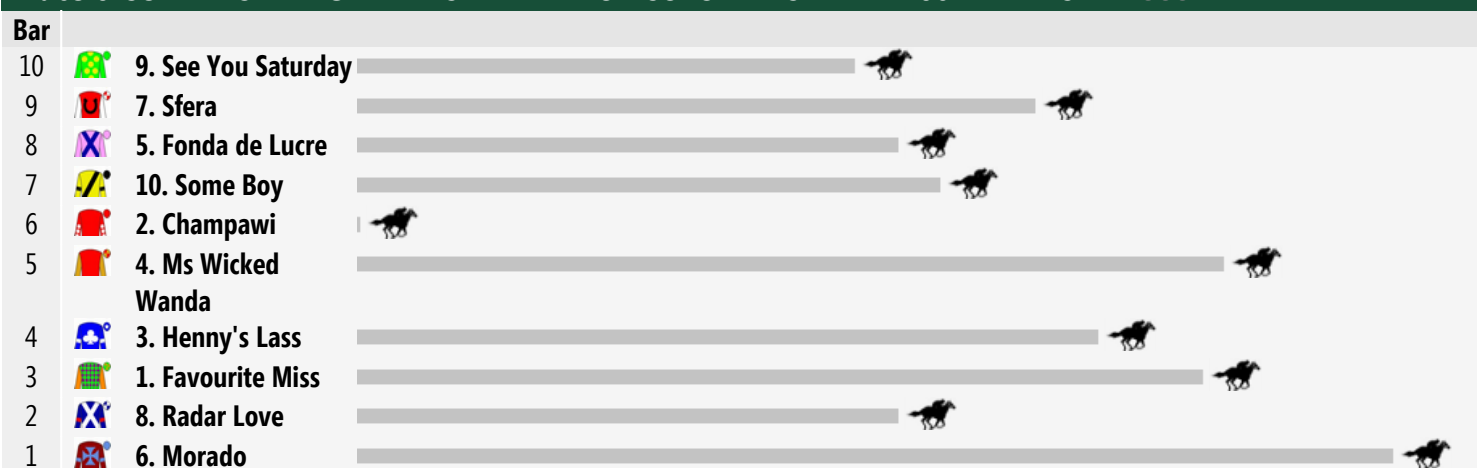 Bar
10 9. See You Saturday
9 7. Sfera
8 5. Fonda de Lucre
7 10. Some Boy
6 2. Champawi
5 4. Ms Wicked
Wanda
4 3. Henny's Lass
3 1. Favourite Miss
2 8. Radar Love
1 6. Morado